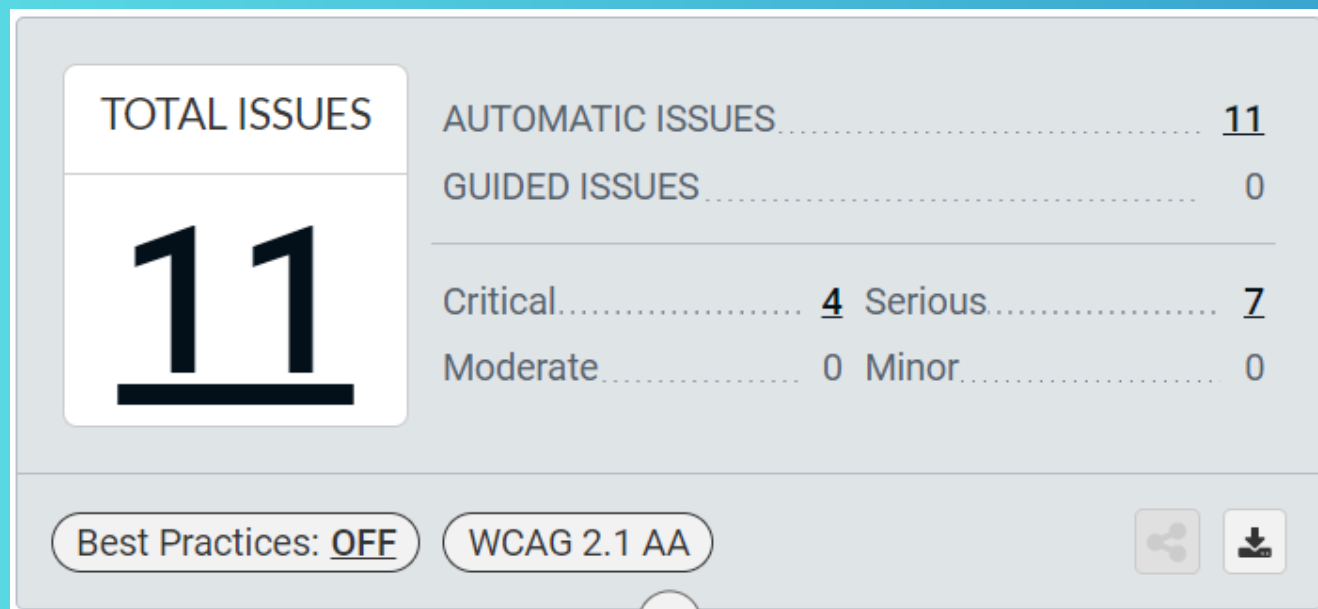 TOTAL ISSUES
11
AUTOMATIC ISSUES 11
GUIDED ISSUES 0
Critical 4 Serious 7
Moderate 0 Minor 0
Best Practices: OFF WCAG 2.1 AA